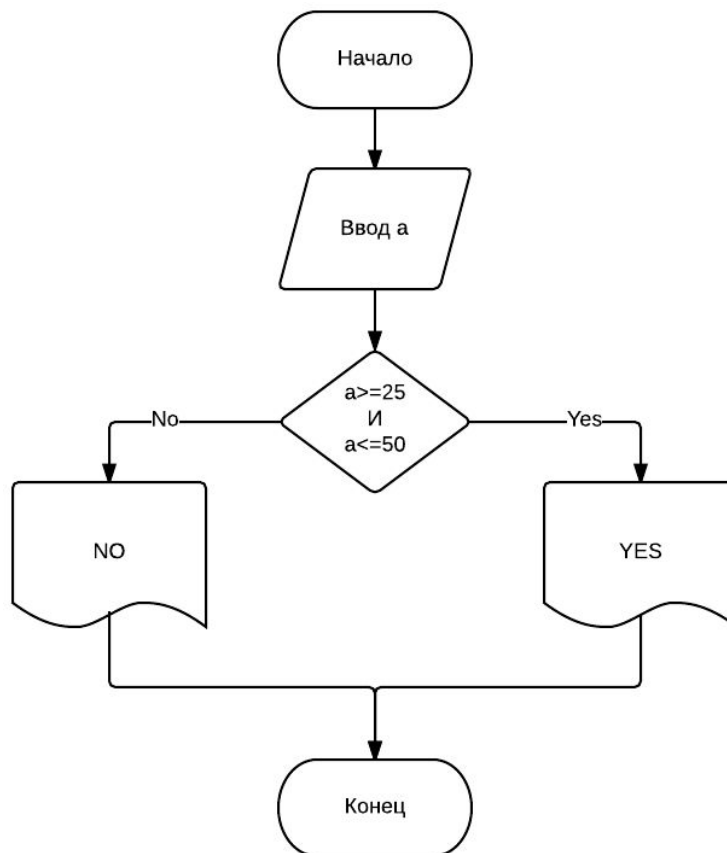 Начало
Ввод а
a>=25
И
a<=50
No
Yes
NO
YES
Конец